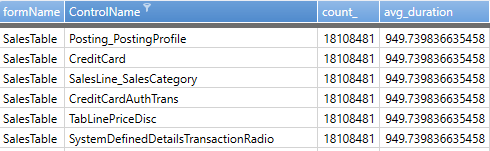 formName ControlName count_ avg_duration
SalesTable Posting_PostingProfile 18108481 949.739836635458
SalesTable CreditCard 18108481 949.739836635458
SalesTable SalesLine_SalesCategory 18108481 949.739836635458
SalesTable CreditCardAuthTrans 18108481 949.739836635458
SalesTable TabLinePriceDisc 18108481 949.739836635458
SalesTable SystemDefinedDetailsTransactionRadio 18108481 949.739836635458